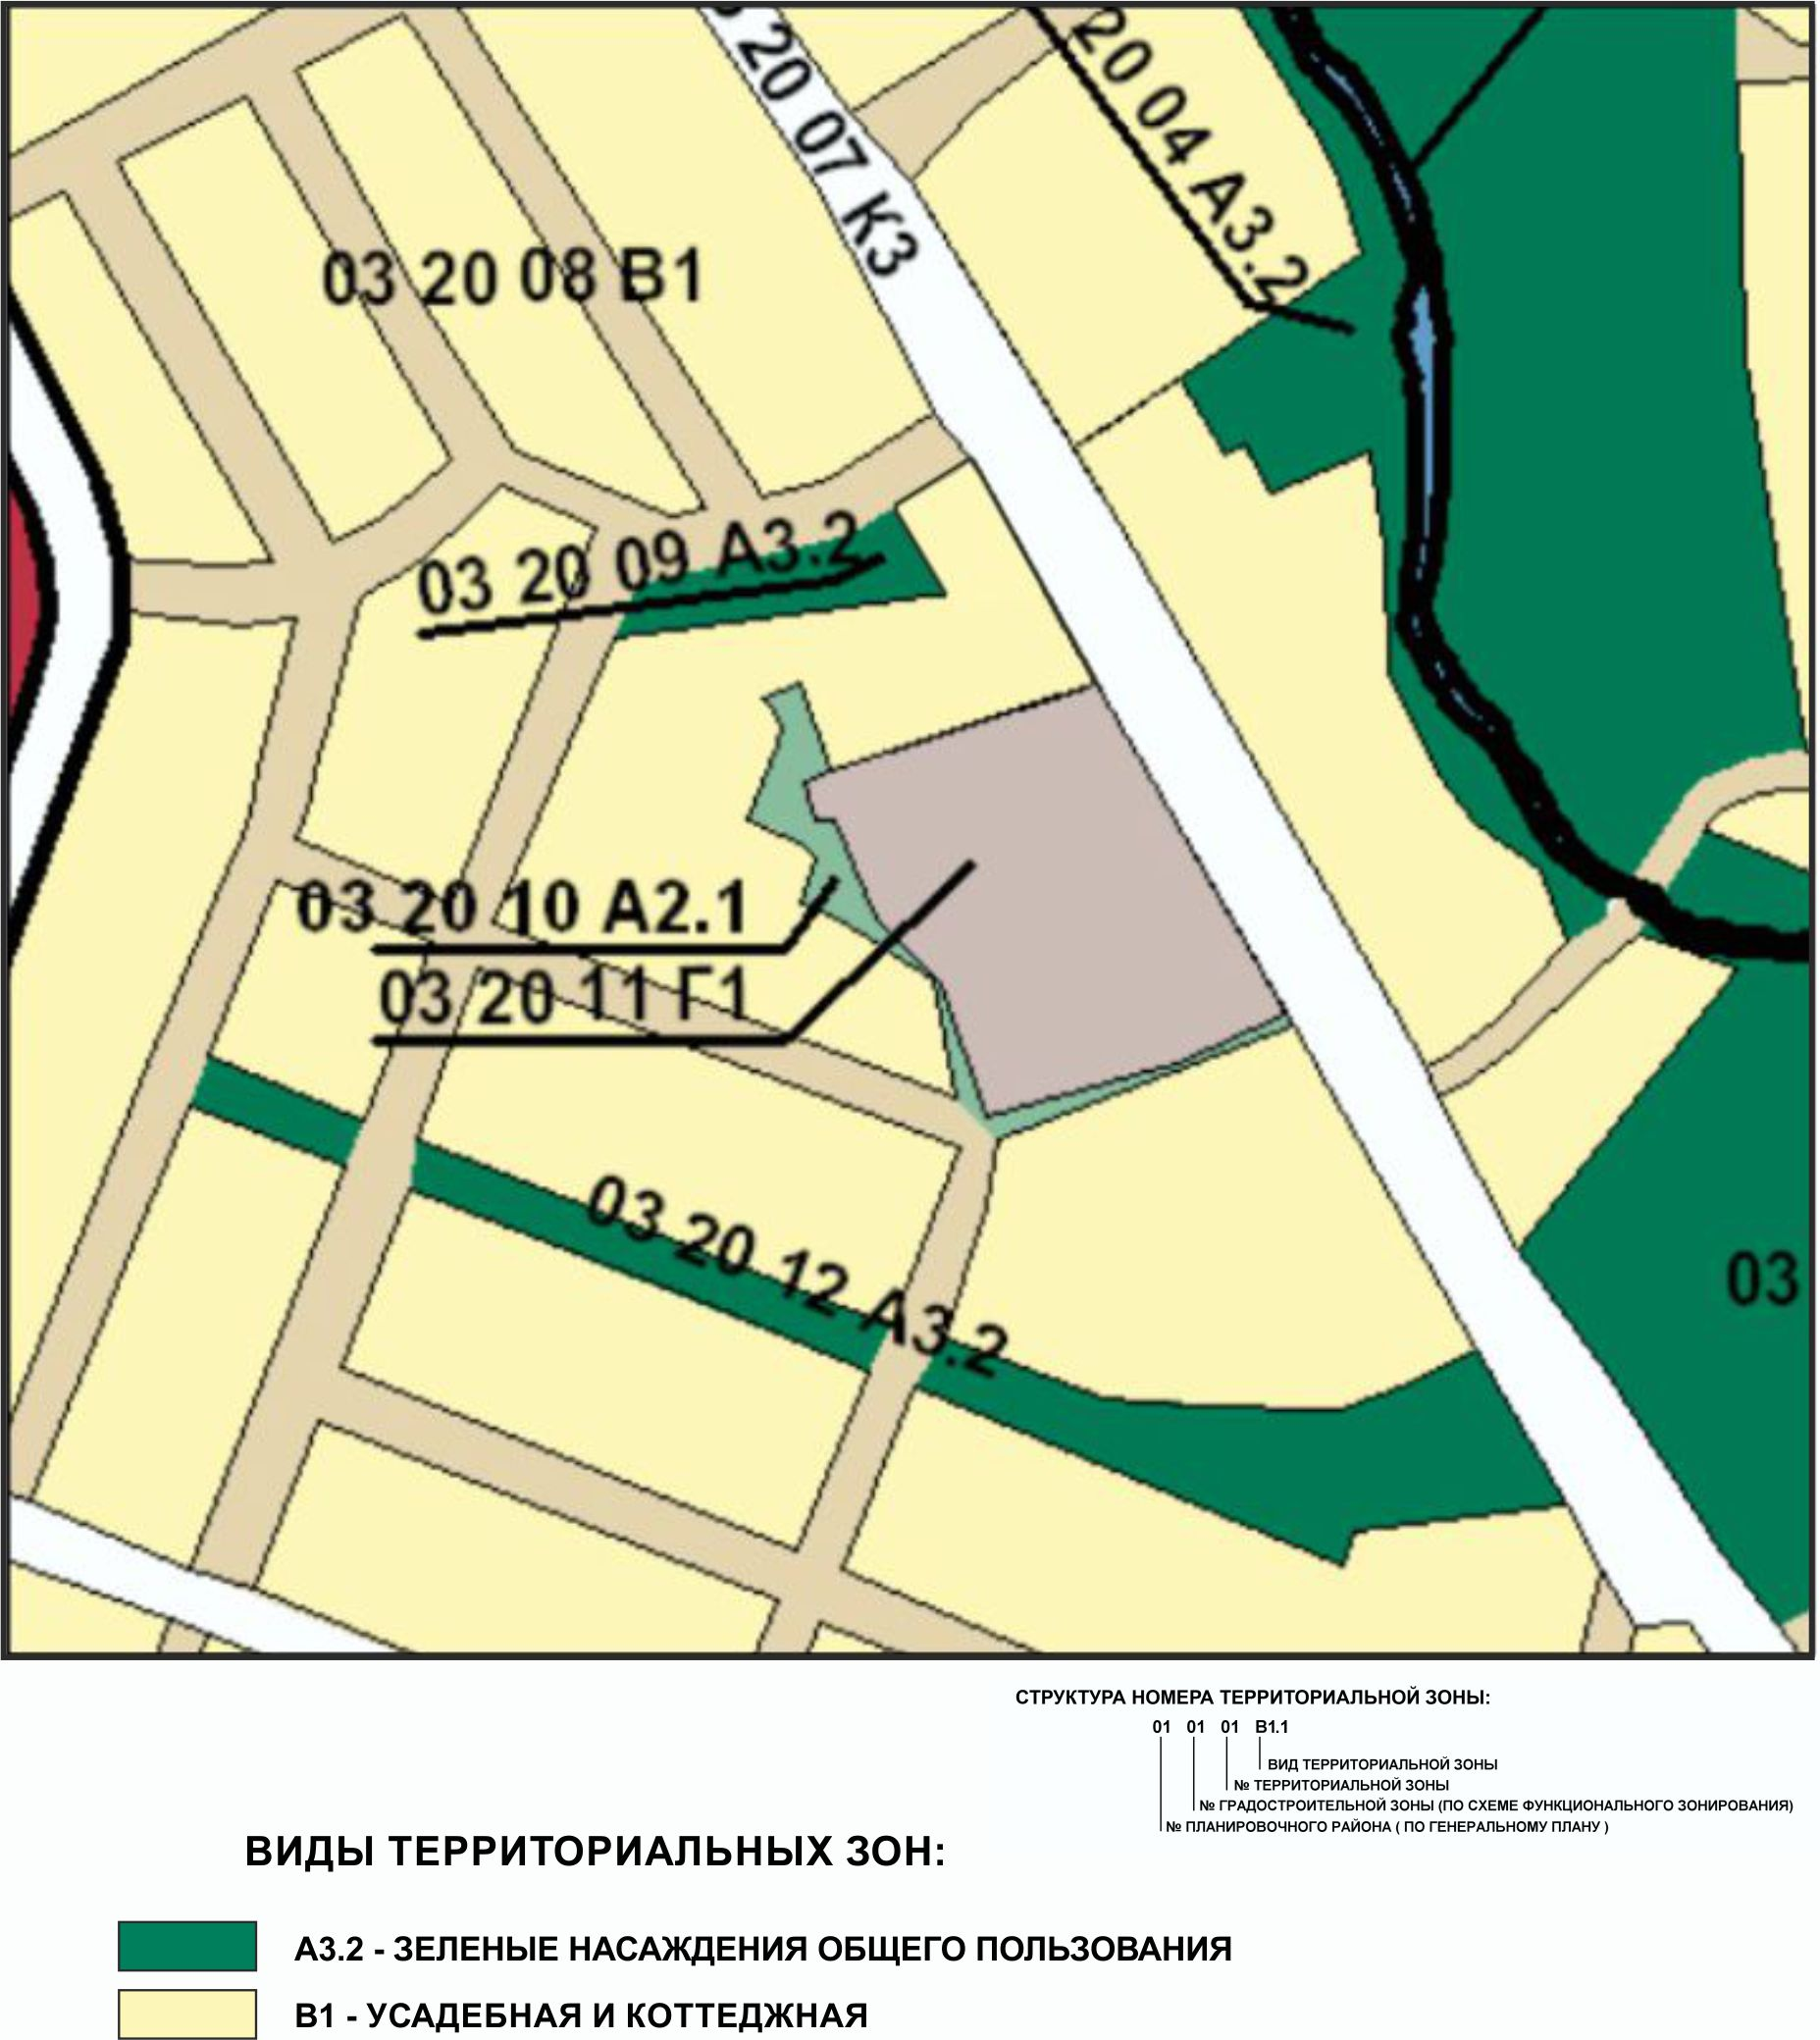 20 07 К3
20 04 А3.2
03 20 08 В1
03 20 09 А3.2
03 20 10 А2.1
03 20 11 Г1
03 20 12 А3.2
03
СТРУКТУРА НОМЕРА ТЕРРИТОРИАЛЬНОЙ ЗОНЫ:
01 01 01 В1.1
ВИД ТЕРРИТОРИАЛЬНОЙ ЗОНЫ
№ ТЕРРИТОРИАЛЬНОЙ ЗОНЫ
№ ГРАДОСТРОИТЕЛЬНОЙ ЗОНЫ (ПО СХЕМЕ ФУНКЦИОНАЛЬНОГО ЗОНИРОВАНИЯ)
№ ПЛАНИРОВОЧНОГО РАЙОНА ( ПО ГЕНЕРАЛЬНОМУ ПЛАНУ )
ВИДЫ ТЕРРИТОРИАЛЬНЫХ ЗОН:
А3.2 - ЗЕЛЕНЫЕ НАСАЖДЕНИЯ ОБЩЕГО ПОЛЬЗОВАНИЯ
В1 - УСАДЕБНАЯ И КОТТЕДЖНАЯ